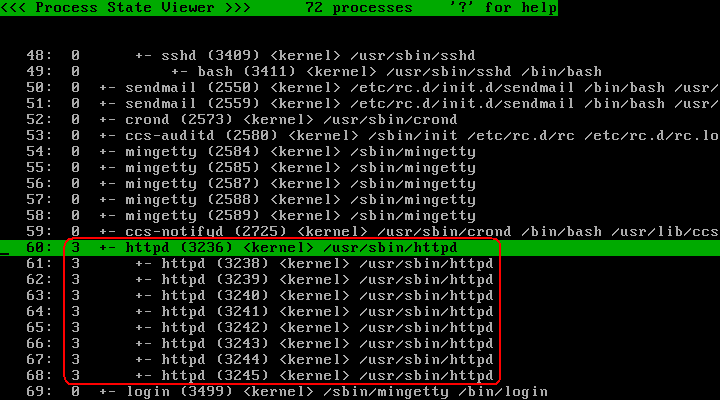 <<< Process State Viewer >>> 72 processes '?' for help
48: 0 +- sshd (3409) <kernel> /usr/sbin/sshd
49: 0 +- bash (3411) <kernel> /usr/sbin/sshd /bin/bash
50: 0 +- sendmail (2550) <kernel> /etc/rc.d/init.d/sendmail /bin/bash /usr/
51: 0 +- sendmail (2559) <kernel> /etc/rc.d/init.d/sendmail /bin/bash /usr/
52: 0 +- crond (2573) <kernel> /usr/sbin/crond
53: 0 +- ccs-auditd (2580) <kernel> /sbin/init /etc/rc.d/rc /etc/rc.d/rc.lo
54: 0 +- mingetty (2584) <kernel> /sbin/mingetty
55: 0 +- mingetty (2585) <kernel> /sbin/mingetty
56: 0 +- mingetty (2587) <kernel> /sbin/mingetty
57: 0 +- mingetty (2588) <kernel> /sbin/mingetty
58: 0 +- mingetty (2589) <kernel> /sbin/mingetty
59: 0 +- ccs-notifyd (2725) <kernel> /usr/sbin/crond /bin/bash /usr/lib/ccs
60: 3 +- httpd (3236) <kernel> /usr/sbin/httpd
61: 3 +- httpd (3238) <kernel> /usr/sbin/httpd
62: 3 +- httpd (3239) <kernel> /usr/sbin/httpd
63: 3 +- httpd (3240) <kernel> /usr/sbin/httpd
64: 3 +- httpd (3241) <kernel> /usr/sbin/httpd
65: 3 +- httpd (3242) <kernel> /usr/sbin/httpd
66: 3 +- httpd (3243) <kernel> /usr/sbin/httpd
67: 3 +- httpd (3244) <kernel> /usr/sbin/httpd
68: 3 +- httpd (3245) <kernel> /usr/sbin/httpd
69: 0 +- login (3499) <kernel> /sbin/mingetty /bin/login